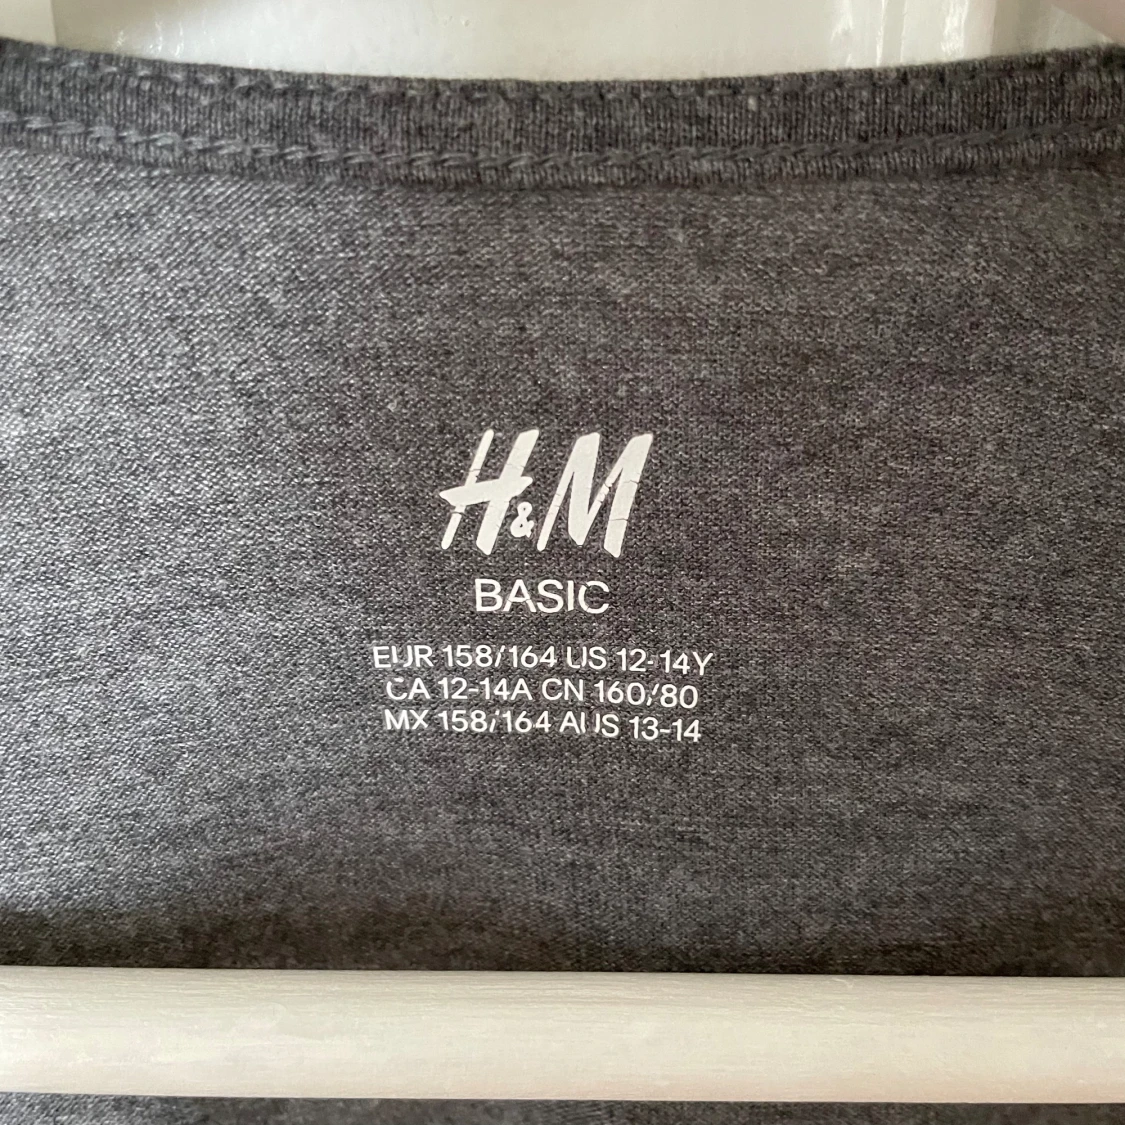 H&M
BASIC
EUR 158/164 US 12-14Y
CA 12-14A CN 160/80
MX 158/164 AUS 13-14